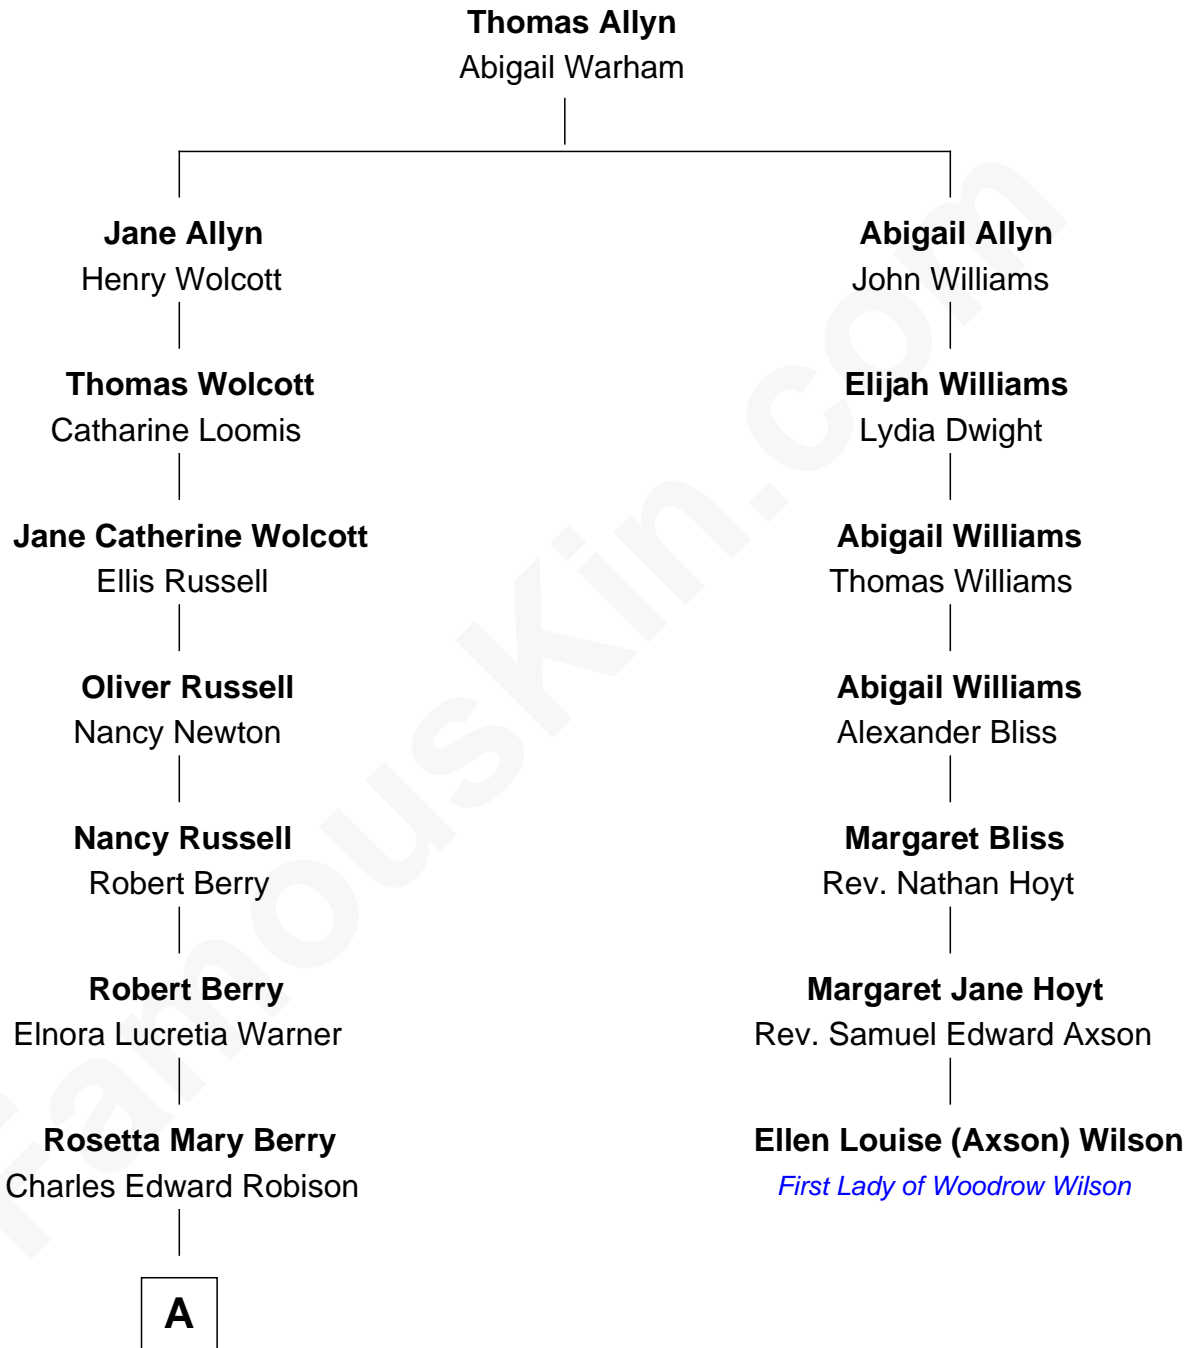 Thomas Allyn
Abigail Warham
Jane Allyn
Henry Wolcott
Thomas Wolcott
Catharine Loomis
Jane Catherine Wolcott
Ellis Russell
Oliver Russell
Nancy Newton
Nancy Russell
Robert Berry
Robert Berry
Elnora Lucretia Warner
Rosetta Mary Berry
Charles Edward Robison
A
Abigail Allyn
John Williams
Elijah Williams
Lydia Dwight
Abigail Williams
Thomas Williams
Abigail Williams
Alexander Bliss
Margaret Bliss
Rev. Nathan Hoyt
Margaret Jane Hoyt
Rev. Samuel Edward Axson
Ellen Louise (Axson) Wilson
First Lady of Woodrow Wilson
FamousKin.com